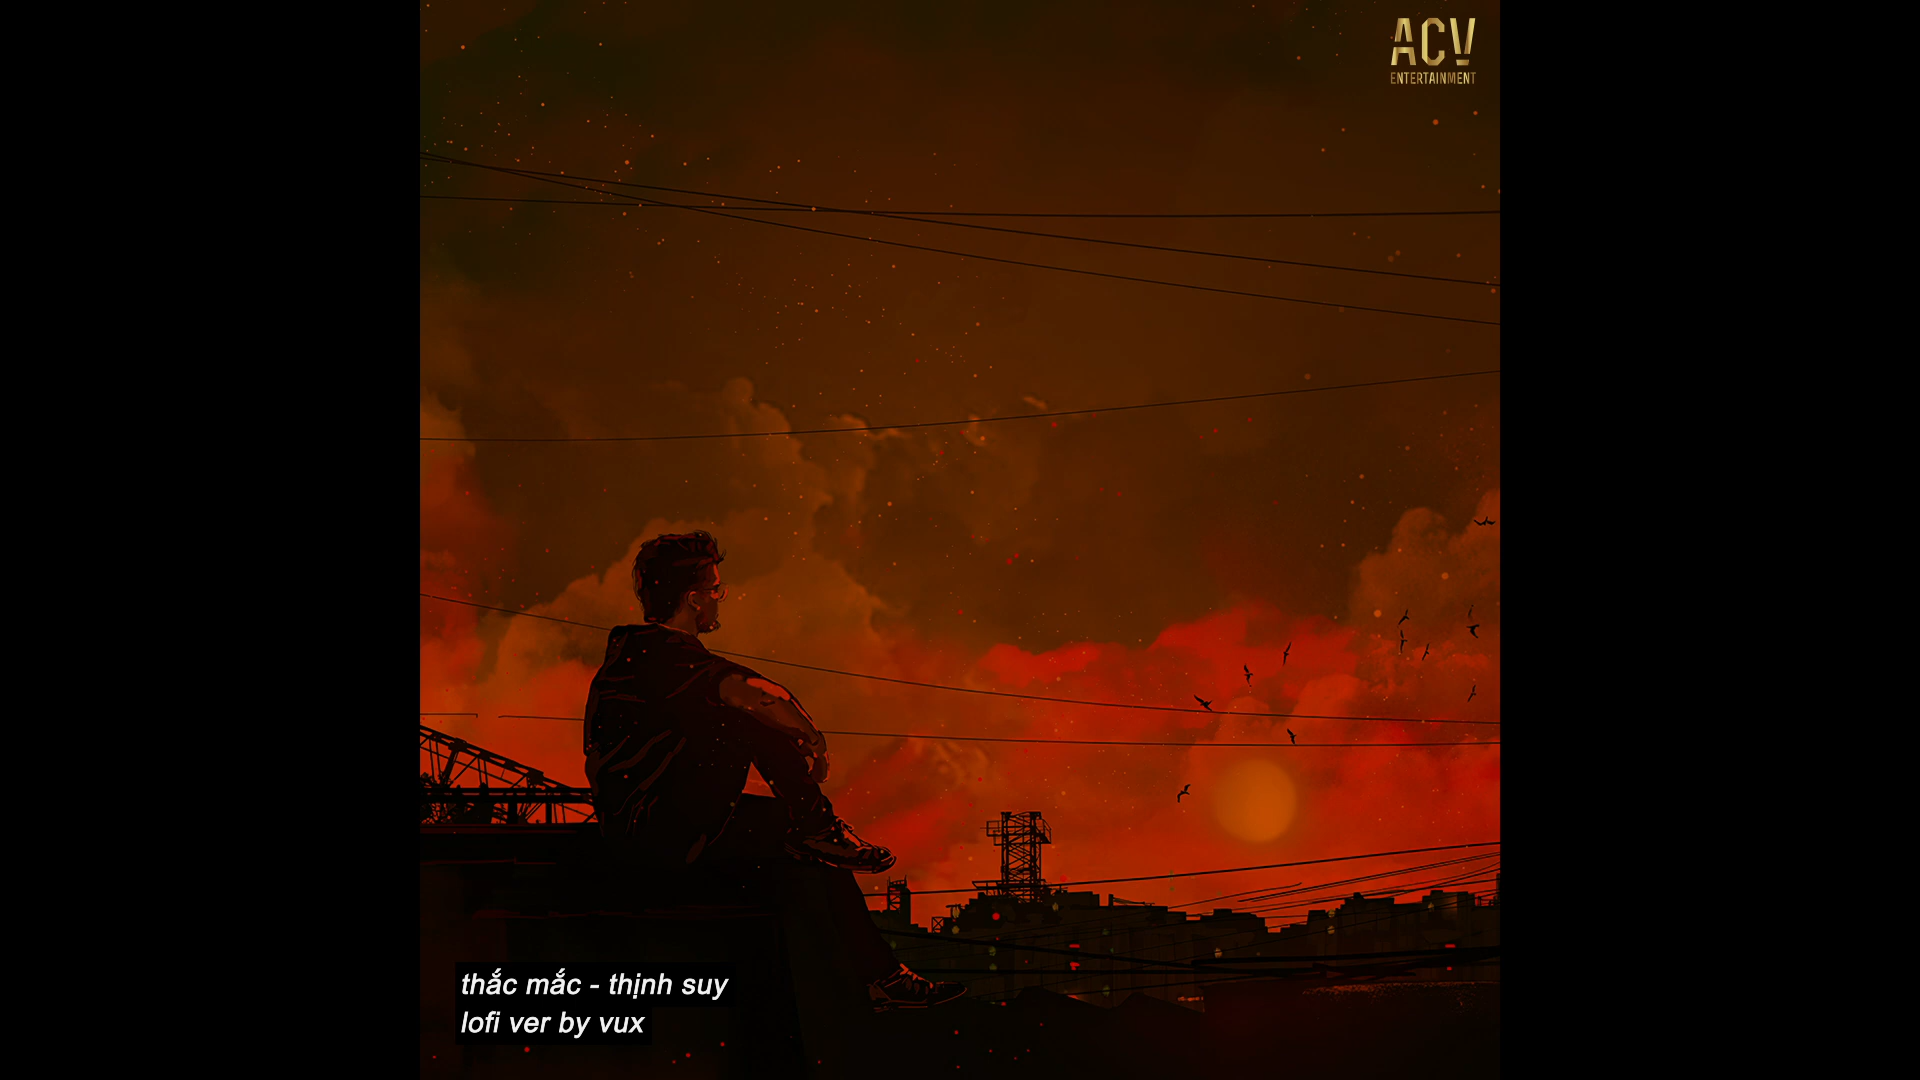 ACV
ENTERTAINMENT
thắc mắc - thịnh suy
lofi ver by vux